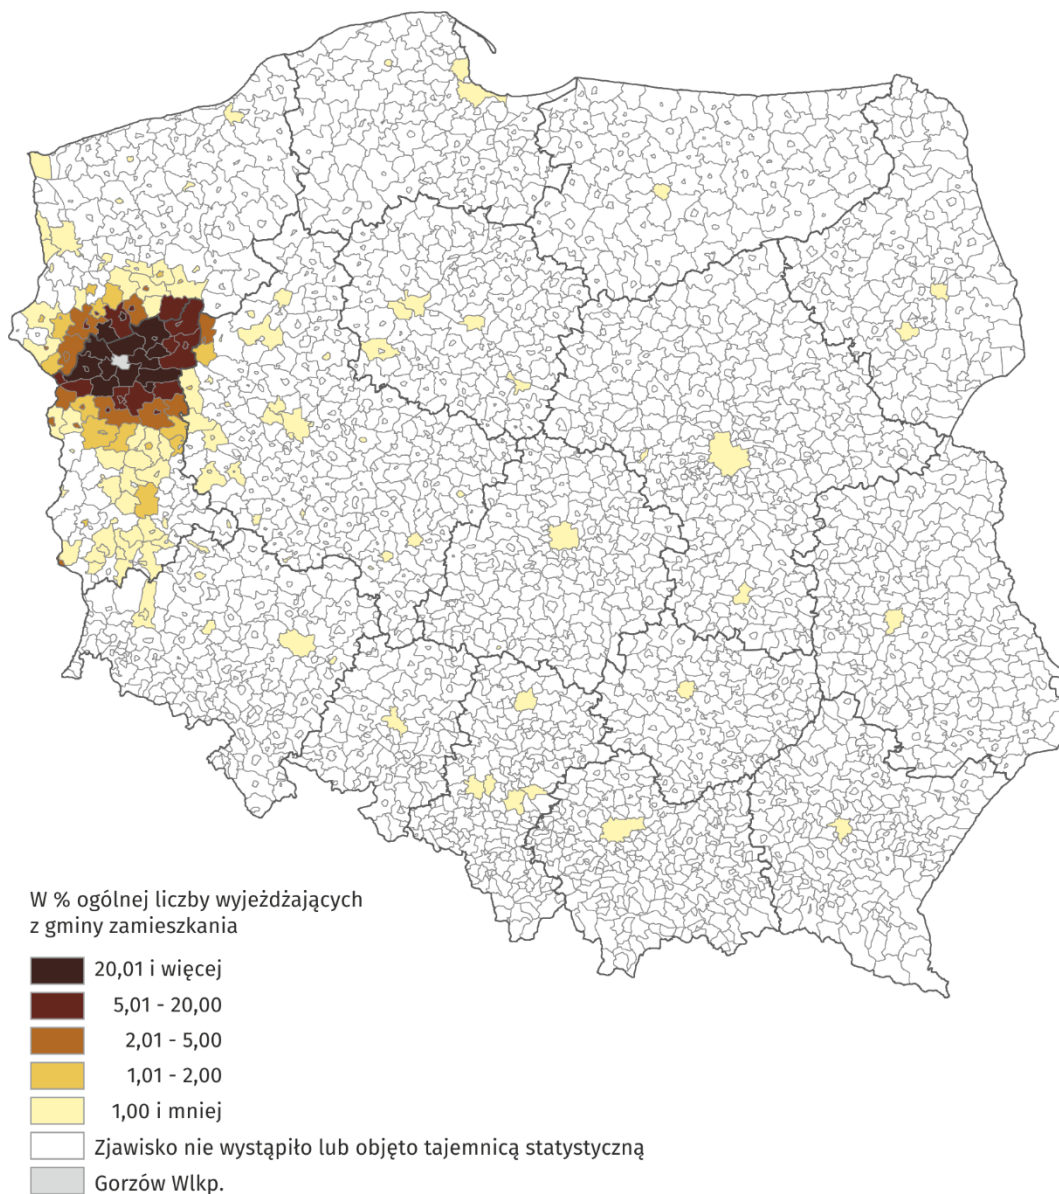 W % ogólnej liczby wyjeżdżających
z gminy zamieszkania
20,01 i więcej
5,01 - 20,00
2,01 - 5,00
1,01 - 2,00
1,00 i mniej
Zjawisko nie wystąpiło lub objęto tajemnicą statystyczną
Gorzów Wlkp.